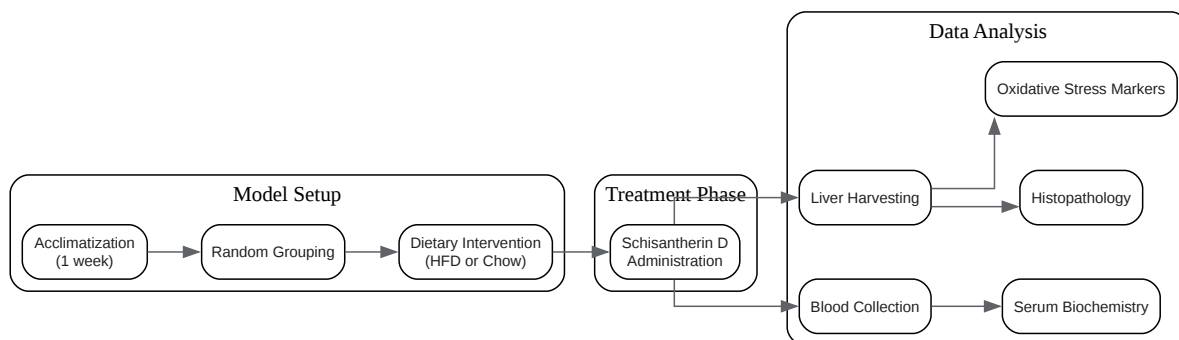 Model Setup
Acclimatization
(1 week)
Random Grouping
Dietary Intervention
(HFD or Chow)
Treatment Phase
Schisantherin D
Administration
Data Analysis
Oxidative Stress Markers
Liver Harvesting
Histopathology
Blood Collection
Serum Biochemistry